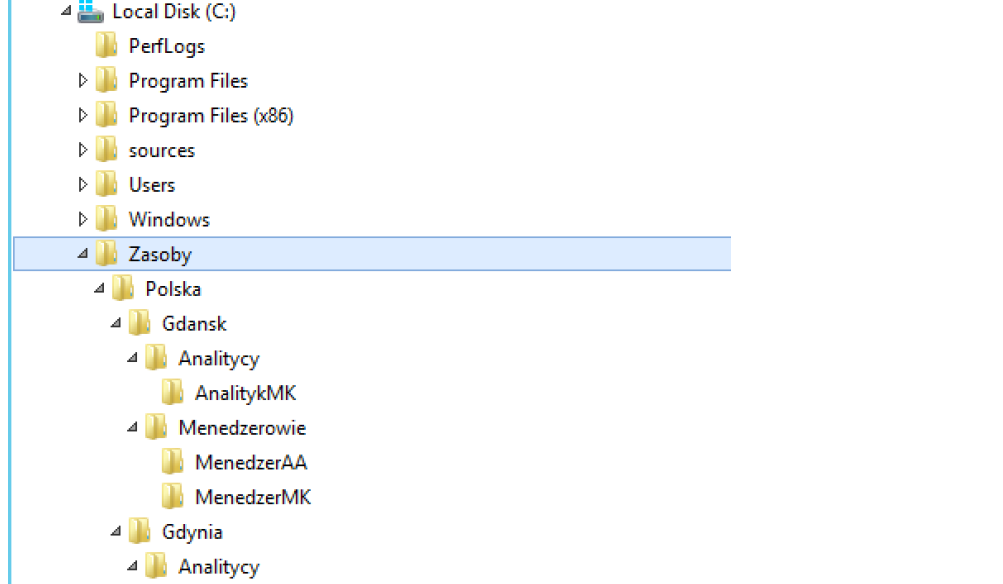 Local Disk (C:)
PerfLogs
Program Files
Program Files (x86)
sources
Users
Windows
Zasoby
Polska
Gdansk
Analitycy
AnalitykMK
Menedzerowie
MenedzerAA
MenedzerMK
Gdynia
Analitycy